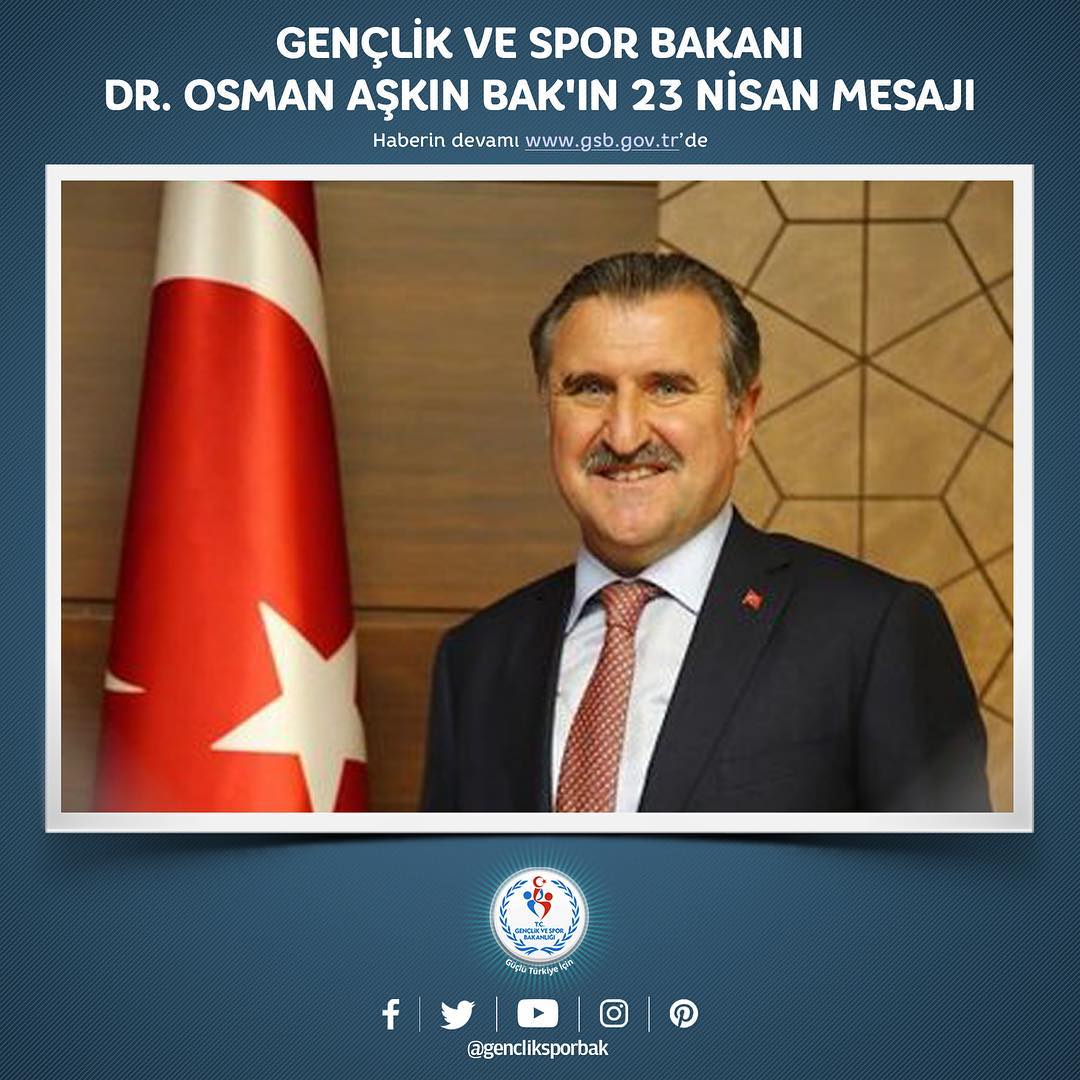 GENÇLİK VE SPOR BAKANI
DR. OSMAN AŞKIN BAK'IN 23 NİSAN MESAJI
Haberin devamı www.gsb.gov.tr’de
T.C.
GENÇLİK VE SPOR
BAKANLIĞI
Güçlü Türkiye İçin
@gencliksporbak